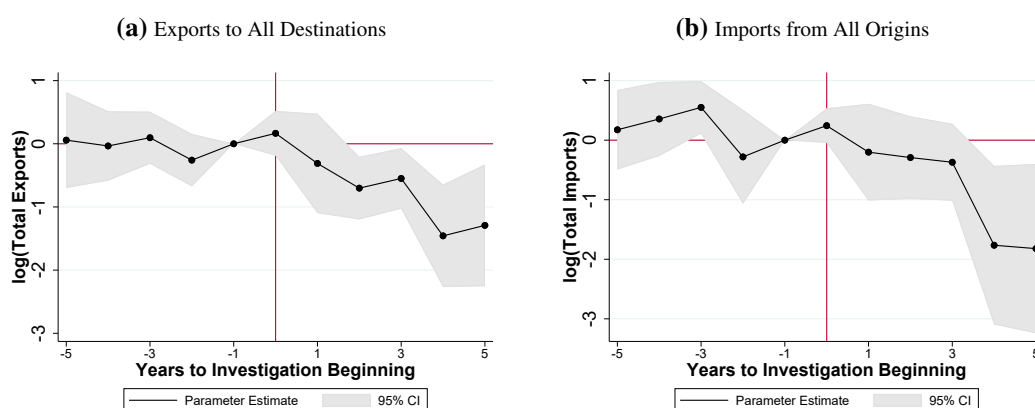 (a) Exports to All Destinations
log(Total Exports)
1
0
-1
-2
-3
-5
-3
-1
1
3
5
Years to Investigation Beginning
Parameter Estimate
95% CI
(b) Imports from All Origins
log(Total Imports)
1
0
-1
-2
-3
-5
-3
-1
1
3
5
Years to Investigation Beginning
Parameter Estimate
95% CI